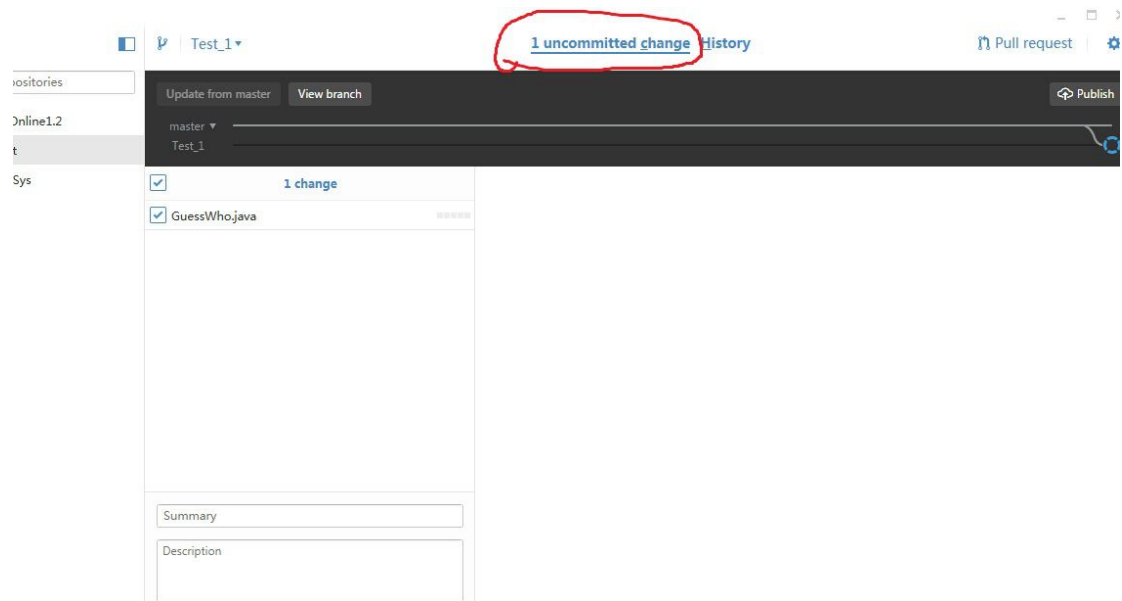 Test_1
1 uncommitted change
History
Pull request
ositories
Update from master
View branch
Publish
Online1.2
master
Test_1
t
Sys
1 change
GuessWho.java
Summary
Description